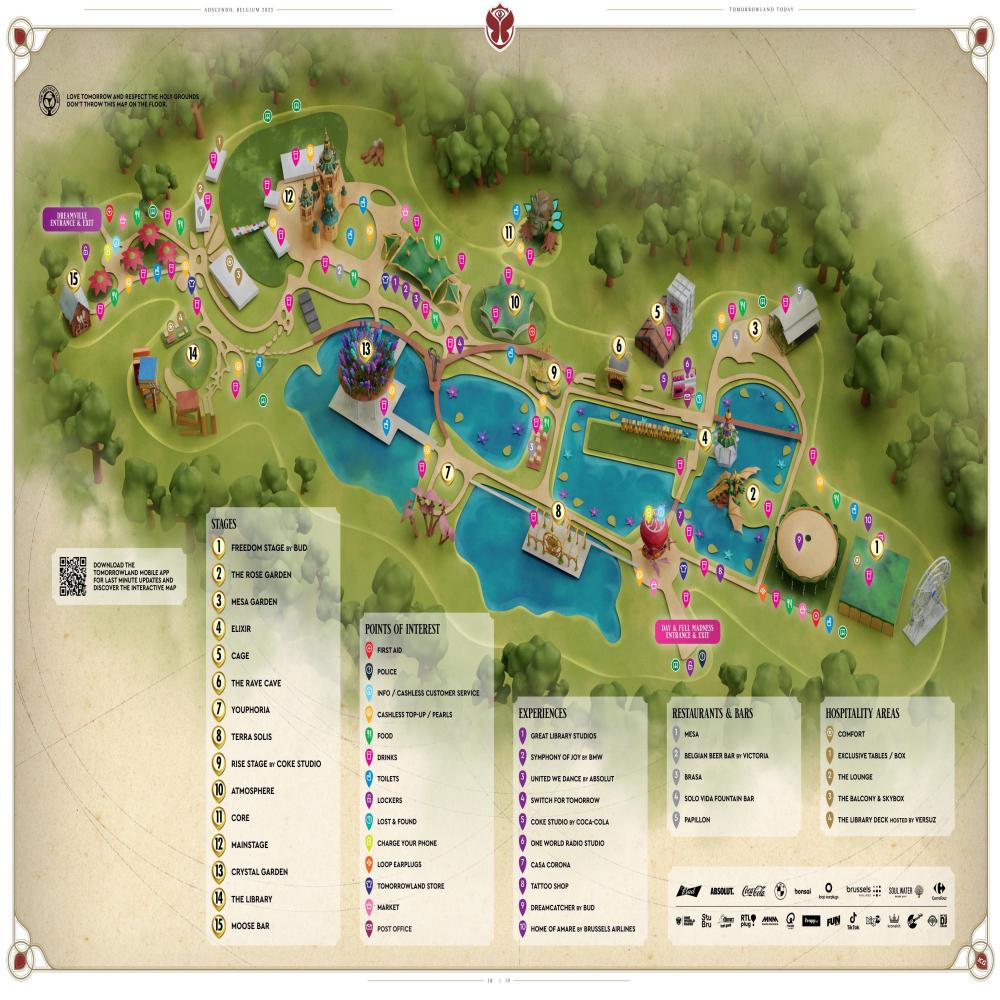 ADSCENDO, BELGIUM 2025
TOMORROWLAND TODAY
LOVE TOMORROW AND RESPECT THE HOLY GROUNDS
DON'T THROW THIS MAP ON THE FLOOR.
DREAMVILLE
ENTRANCE & EXIT
DAY & FULL MADNESS
ENTRANCE & EXIT
DOWNLOAD THE
TOMORROWLAND MOBILE APP
FOR LAST MINUTE UPDATES AND
DISCOVER THE INTERACTIVE MAP
STAGES
1 FREEDOM STAGE BY BUD
2 THE ROSE GARDEN
3 MESA GARDEN
4 ELIXIR
5 CAGE
6 THE RAVE CAVE
7 YOUPHORIA
8 TERRA SOLIS
9 RISE STAGE BY COKE STUDIO
10 ATMOSPHERE
11 CORE
12 MAINSTAGE
13 CRYSTAL GARDEN
14 THE LIBRARY
15 MOOSE BAR
POINTS OF INTEREST
FIRST AID
POLICE
INFO / CASHLESS CUSTOMER SERVICE
CASHLESS TOP-UP / PEARLS
FOOD
DRINKS
TOILETS
LOCKERS
LOST & FOUND
CHARGE YOUR PHONE
LOOP EARPLUGS
TOMORROWLAND STORE
MARKET
POST OFFICE
EXPERIENCES
1 GREAT LIBRARY STUDIOS
2 SYMPHONY OF JOY BY BMW
3 UNITED WE DANCE BY ABSOLUT
4 SWITCH FOR TOMORROW
5 COKE STUDIO BY COCA-COLA
6 ONE WORLD RADIO STUDIO
7 CASA CORONA
8 TATTOO SHOP
9 DREAMCATCHER BY BUD
10 HOME OF AMARE BY BRUSSELS AIRLINES
RESTAURANTS & BARS
1 MESA
2 BELGIAN BEER BAR BY VICTORIA
3 BRASA
4 SOLO VIDA FOUNTAIN BAR
5 PAPILLON
HOSPITALITY AREAS
COMFORT
1 EXCLUSIVE TABLES / BOX
2 THE LOUNGE
3 THE BALCONY & SKYBOX
4 THE LIBRARY DECK HOSTED BY VERSUZ
ABSOLUT. Coca-Cola bonsai loop earplugs brussels airlines SOUL WATER Carrefour
Stu Bru RTL plug MNM FUN TikTok
18 | 19